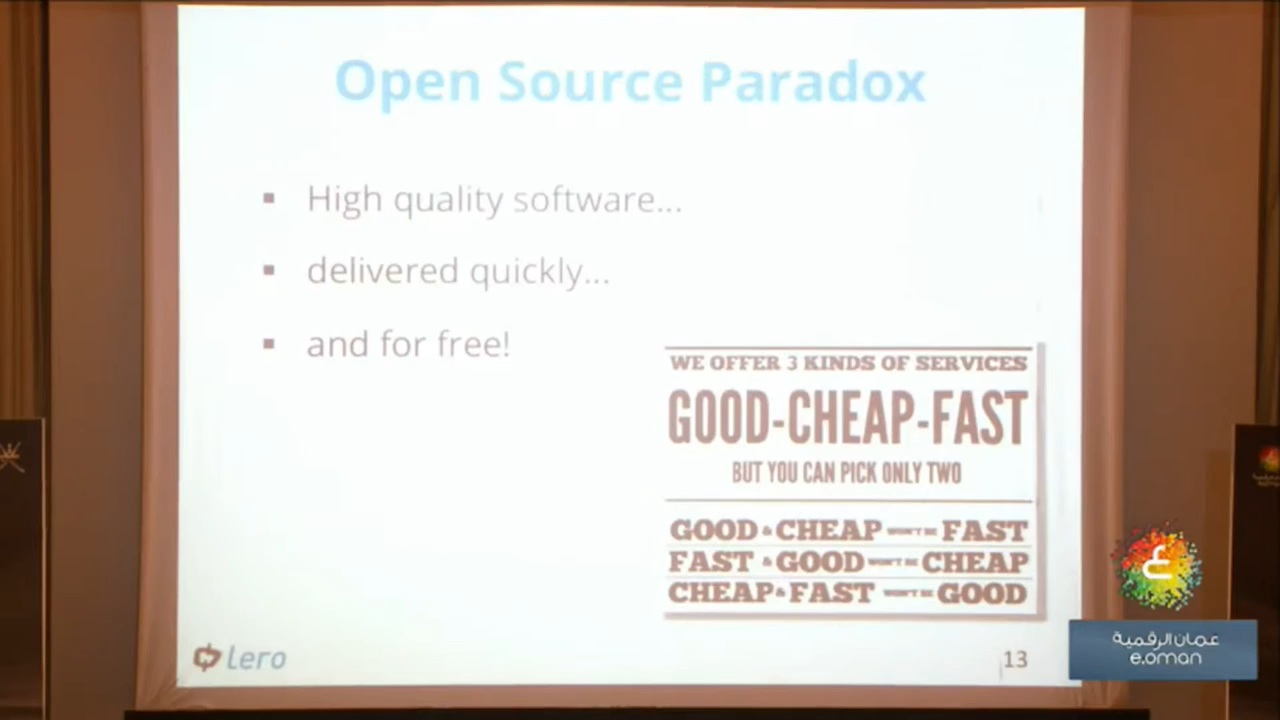 Open Source Paradox
▪ High quality software...
▪ delivered quickly...
▪ and for free!
WE OFFER 3 KINDS OF SERVICES
GOOD-CHEAP-FAST
BUT YOU CAN PICK ONLY TWO
GOOD & CHEAP WON'T BE FAST
FAST & GOOD WON'T BE CHEAP
CHEAP & FAST WON'T BE GOOD
Lero
13
ع
عمان الرقمية
e.oman